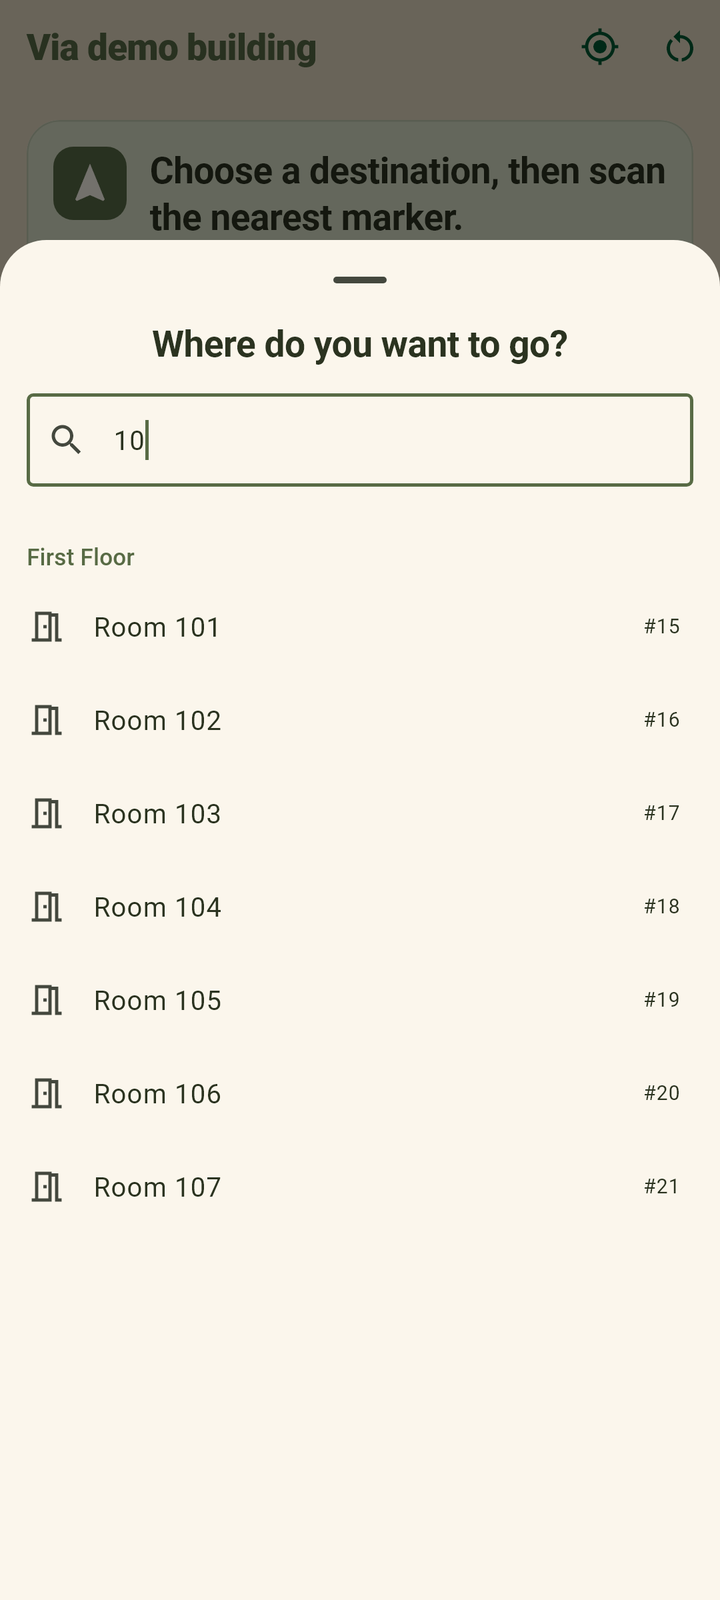 Via demo building
Choose a destination, then scan
the nearest marker.
Where do you want to go?
10
First Floor
Room 101 #15
Room 102 #16
Room 103 #17
Room 104 #18
Room 105 #19
Room 106 #20
Room 107 #21